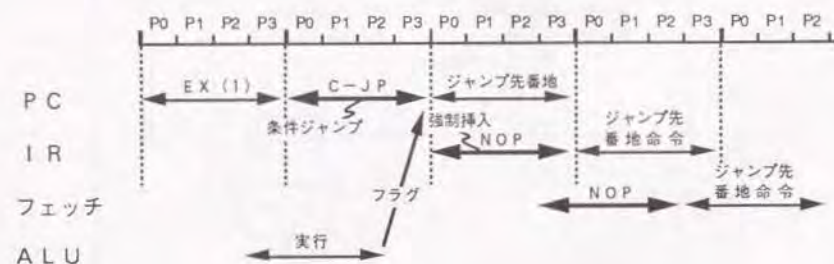 P0 P1 P2 P3 P0 P1 P2 P3 P0 P1 P2 P3 P0 P1 P2 P3 P0 P1 P2
PC EX(1) C-JP ジャンプ先番地
条件ジャンプ 強制挿入 ジャンプ先
IR NOP 番地命令
フラグ ジャンプ先
フェッチ NOP 番地命令
ALU 実行